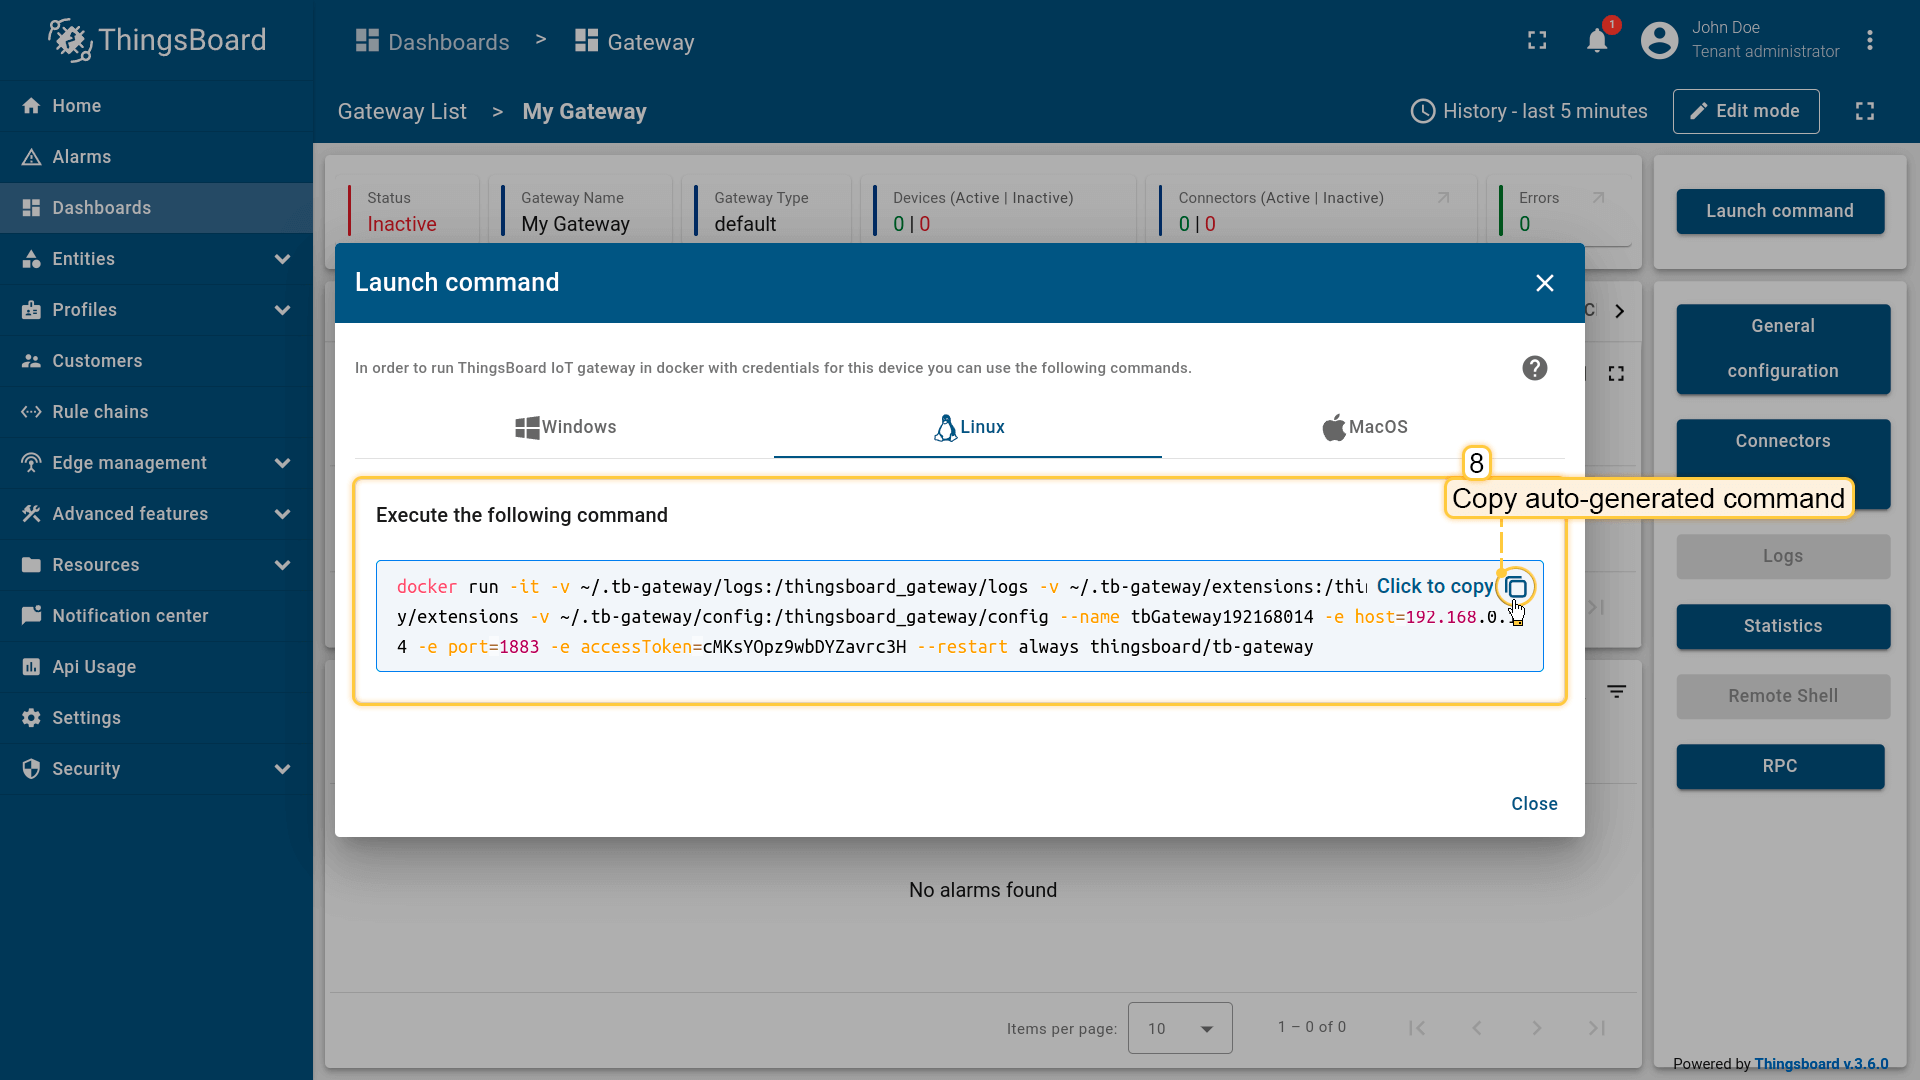 ThingsBoard
Dashboards > Gateway
1
John Doe
Tenant administrator
Home
Alarms
Dashboards
Entities
Profiles
Customers
Rule chains
Edge management
Advanced features
Resources
Notification center
Api Usage
Settings
Security
Gateway List > My Gateway
History - last 5 minutes
Edit mode
Status
Inactive
Gateway Name
My Gateway
Gateway Type
default
Devices (Active | Inactive)
0 | 0
Connectors (Active | Inactive)
0 | 0
Errors
0
Launch command
General
configuration
Connectors
Logs
Statistics
Remote Shell
RPC
Launch command
In order to run ThingsBoard IoT gateway in docker with credentials for this device you can use the following commands.
?
Windows
Linux
MacOS
8
Copy auto-generated command
Execute the following command
docker run -it -v ~/.tb-gateway/logs:/thingsboard_gateway/logs -v ~/.tb-gateway/extensions:/thi
Click to copy
y/extensions -v ~/.tb-gateway/config:/thingsboard_gateway/config --name tbGateway192168014 -e host=192.168.0.1
4 -e port=1883 -e accessToken=cMKsYOpz9wbDYZavrc3H --restart always thingsboard/tb-gateway
Close
No alarms found
Items per page: 10
1 – 0 of 0
Powered by Thingsboard v.3.6.0